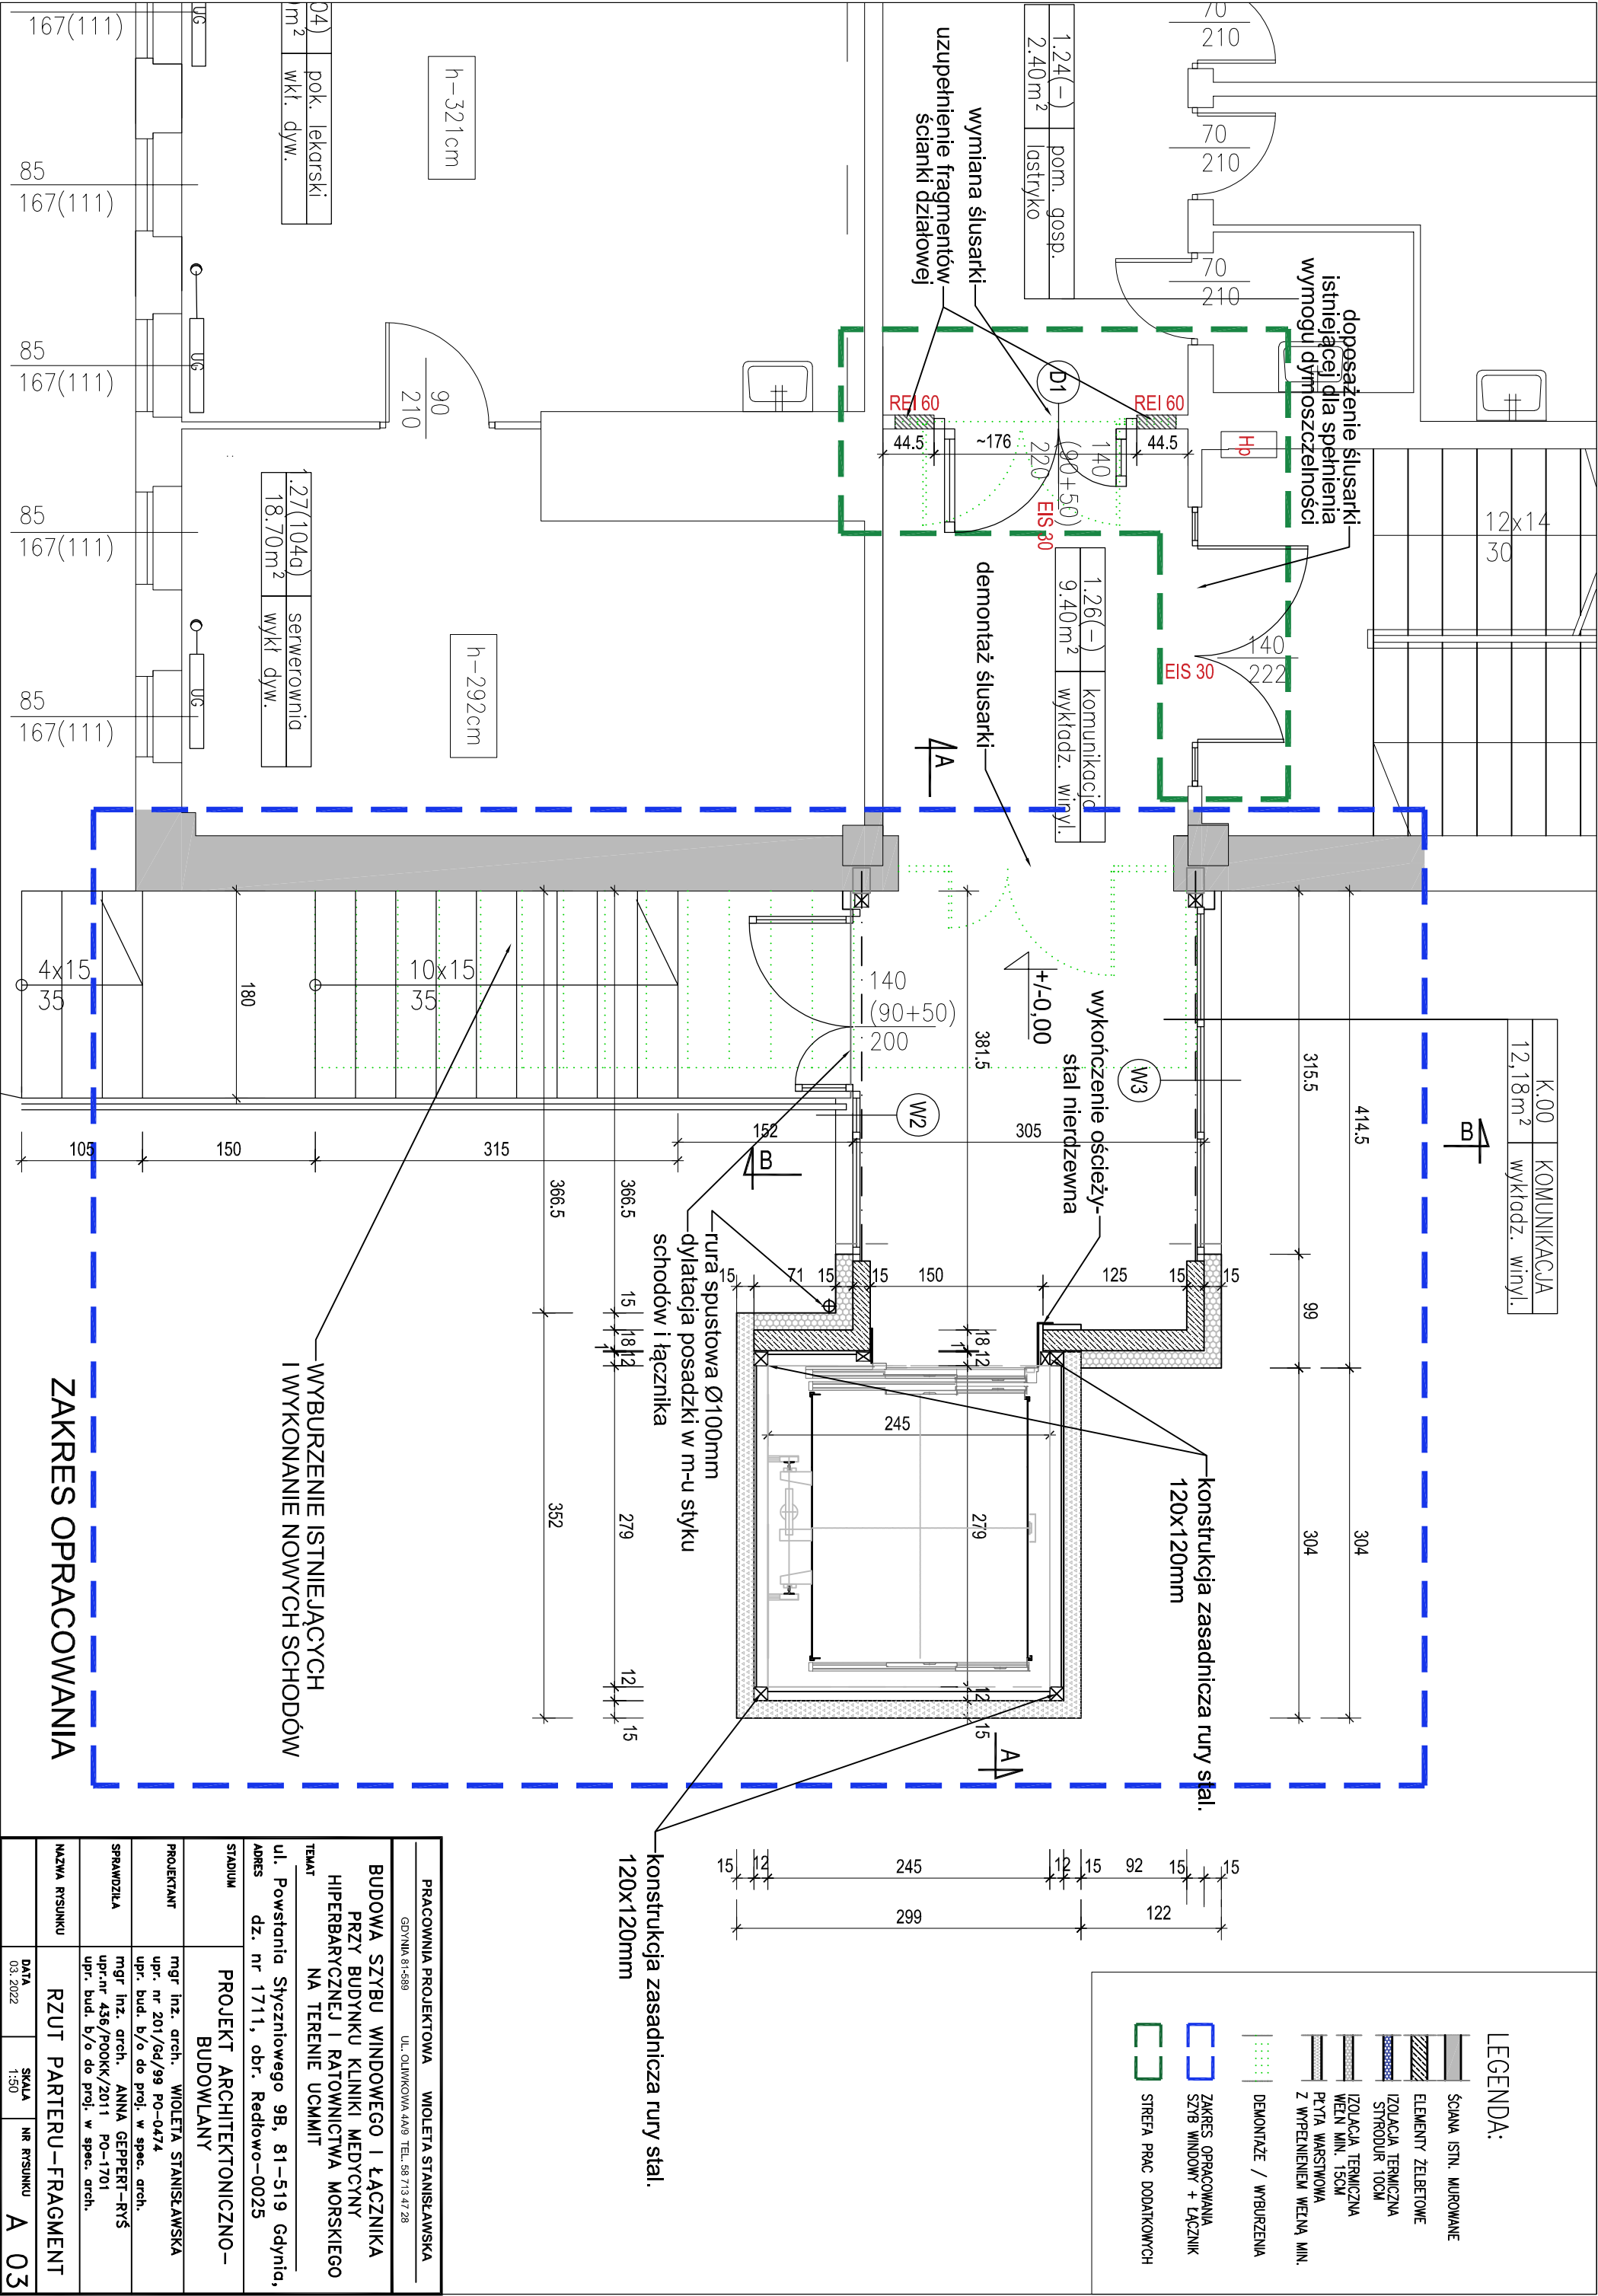 LEGENDA:
ŚCIANA ISTN. MUROWANE
ELEMENTY ŻELBETOWE
IZOLACJA TERMICZNA
STYRODUR 10CM
IZOLACJA TERMICZNA
WEŁN MIN. 15CM
PŁYTA WARSTWOWA
Z WYPEŁNIENIEM WEŁNĄ MIN.
DEMONTAŻE / WYBURZENIA
ZAKRES OPRACOWANIA
SZYB WINDOWY + ŁĄCZNIK
STREFA PRAC DODATKOWYCH
K.00 KOMUNIKACJA
12,18m² wykładz. winyl.
70
210
70
210
70
210
1.24(-) pom. gosp.
2.40m² lastryko
doposażenie ślusarki
istniejącej dla spełnienia
wymogu dymoszczelności
wymiana ślusarki
uzupełnienie fragmentów
ścianki działowej
12x14
30
Hp
REI 60
REI 60
D1
44.5
~176
44.5
140
(90+50)
220
EIS 30
140
222
EIS 30
1.26(-) komunikacja
9.40m² wykładz. winyl.
demontaż ślusarki
A
h-321cm
04) pok. lekarski
m² wkł. dyw.
UG
167(111)
85
167(111)
85
167(111)
85
167(111)
85
167(111)
UG
UG
90
210
.27(104a) serwerownia
18.70m² wykł dyw.
h-292cm
4x15
35
10x15
35
180
140
(90+50)
200
+/-0,00
381.5
wykończenie ościeży-
stal nierdzewna
W3
W2
315.5
414.5
B
B
105
150
315
152
305
366.5
366.5
15
71
15
15
150
125
15
15
99
15
18
12
1
18
12
1
rura spustowa Ø100mm
dylatacja posadzki w m-u styku
schodów i łącznika
WYBURZENIE ISTNIEJĄCYCH
I WYKONANIE NOWYCH SCHODÓW
ZAKRES OPRACOWANIA
245
279
279
352
304
304
12
15
12
15
A
konstrukcja zasadnicza rury stal.
120x120mm
konstrukcja zasadnicza rury stal.
120x120mm
15
12
245
12
15
92
15
15
299
122
PRACOWNIA PROJEKTOWA WIOLETA STANISŁAWSKA
GDYNIA 81-589 UL. OLIWKOWA 4A/9 TEL. 58 713 47 28
BUDOWA SZYBU WINDOWEGO I ŁĄCZNIKA
PRZY BUDYNKU KLINIKI MEDYCYNY
HIPERBARYCZNEJ I RATOWNICTWA MORSKIEGO
TEMAT NA TERENIE UCMMIT
ul. Powstania Styczniowego 9B, 81-519 Gdynia,
ADRES dz. nr 1711, obr. Redłowo-0025
STADIUM PROJEKT ARCHITEKTONICZNO-
BUDOWLANY
PROJEKTANT mgr inż. arch. WIOLETA STANISŁAWSKA
upr. nr 201/Gd/99 PO-0474
upr. bud. b/o do proj. w spec. arch.
SPRAWDZIŁA mgr inż. arch. ANNA GEPPERT-RYŚ
upr.nr 436/POOKK/2011 PO-1701
upr. bud. b/o do proj. w spec. arch.
NAZWA RYSUNKU RZUT PARTERU-FRAGMENT
DATA SKALA NR RYSUNKU
03.2022 1:50 A 03